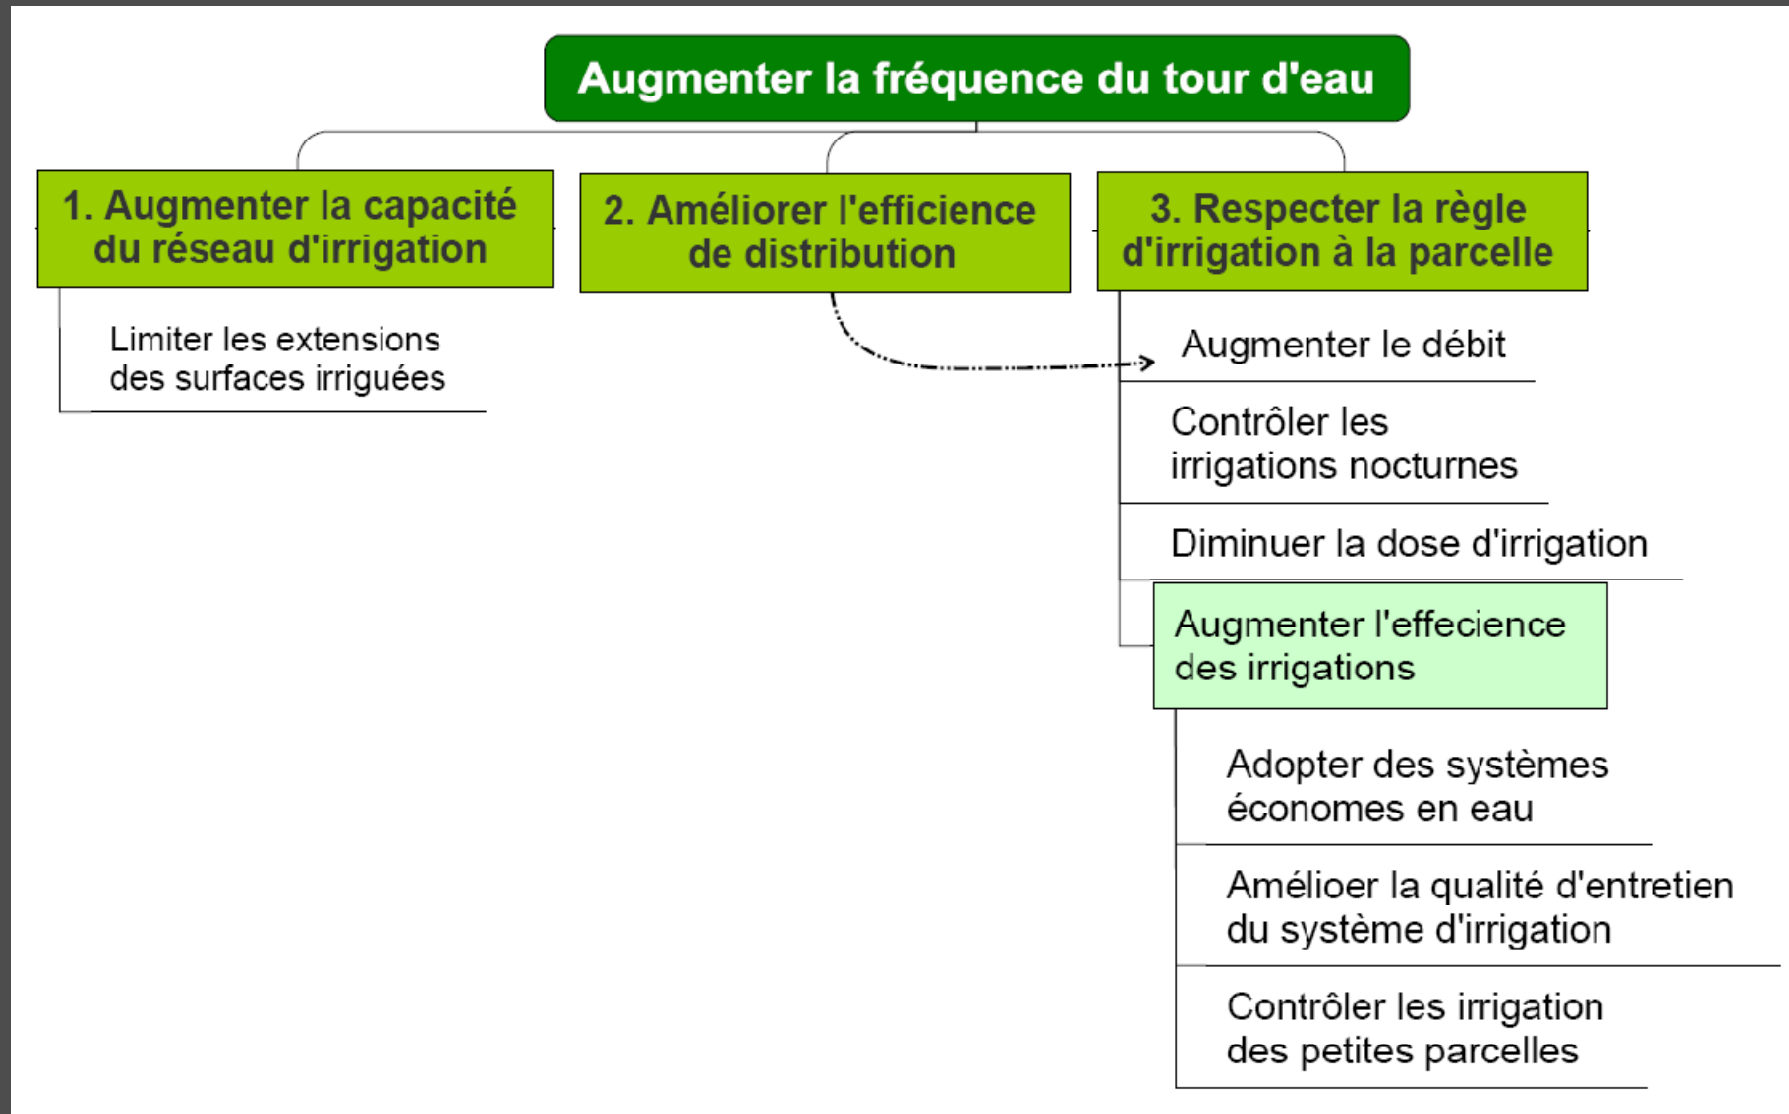 Augmenter la fréquence du tour d'eau
1. Augmenter la capacité
du réseau d'irrigation
Limiter les extensions
des surfaces irriguées
2. Améliorer l'efficience
de distribution
3. Respecter la règle
d'irrigation à la parcelle
Augmenter le débit
Contrôler les
irrigations nocturnes
Diminuer la dose d'irrigation
Augmenter l'effecience
des irrigations
Adopter des systèmes
économes en eau
Amélioer la qualité d'entretien
du système d'irrigation
Contrôler les irrigation
des petites parcelles